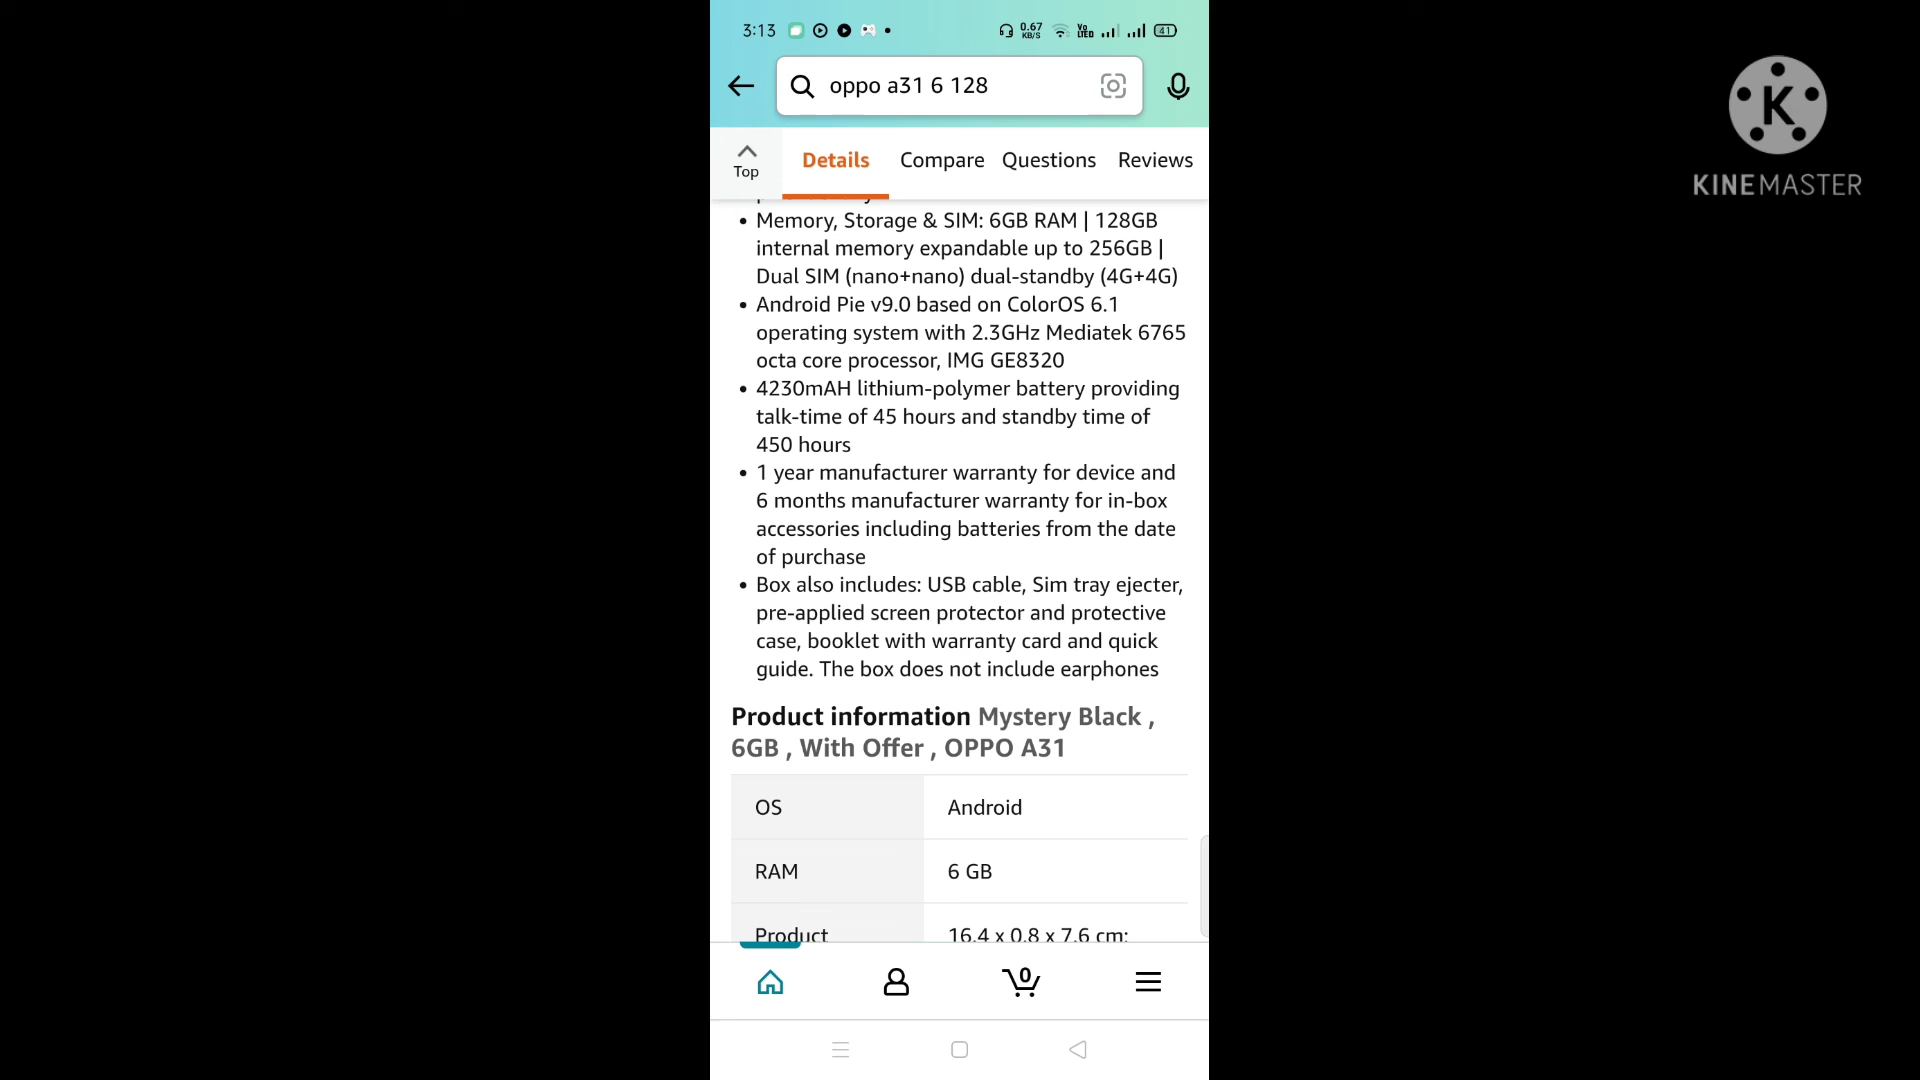 3:13 0.67 KB/S Vo LTED 41
oppo a31 6 128
Top Details Compare Questions Reviews
• Memory, Storage & SIM: 6GB RAM | 128GB
internal memory expandable up to 256GB |
Dual SIM (nano+nano) dual-standby (4G+4G)
• Android Pie v9.0 based on ColorOS 6.1
operating system with 2.3GHz Mediatek 6765
octa core processor, IMG GE8320
• 4230mAH lithium-polymer battery providing
talk-time of 45 hours and standby time of
450 hours
• 1 year manufacturer warranty for device and
6 months manufacturer warranty for in-box
accessories including batteries from the date
of purchase
• Box also includes: USB cable, Sim tray ejecter,
pre-applied screen protector and protective
case, booklet with warranty card and quick
guide. The box does not include earphones
Product information Mystery Black ,
6GB , With Offer , OPPO A31
OS Android
RAM 6 GB
Product 16.4 x 0.8 x 7.6 cm;
0
K
KINEMASTER